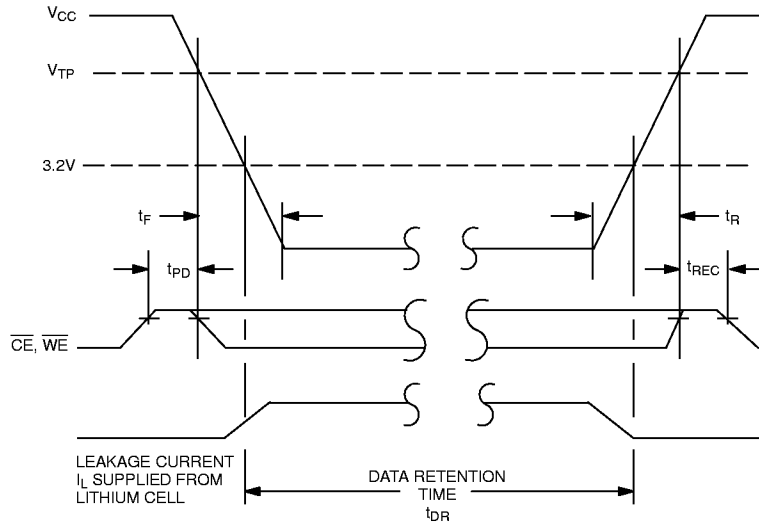 VCC
VTP
3.2V
tF
tR
tPD
tREC
CE, WE
LEAKAGE CURRENT
IL SUPPLIED FROM
LITHIUM CELL
DATA RETENTION
TIME
tDR